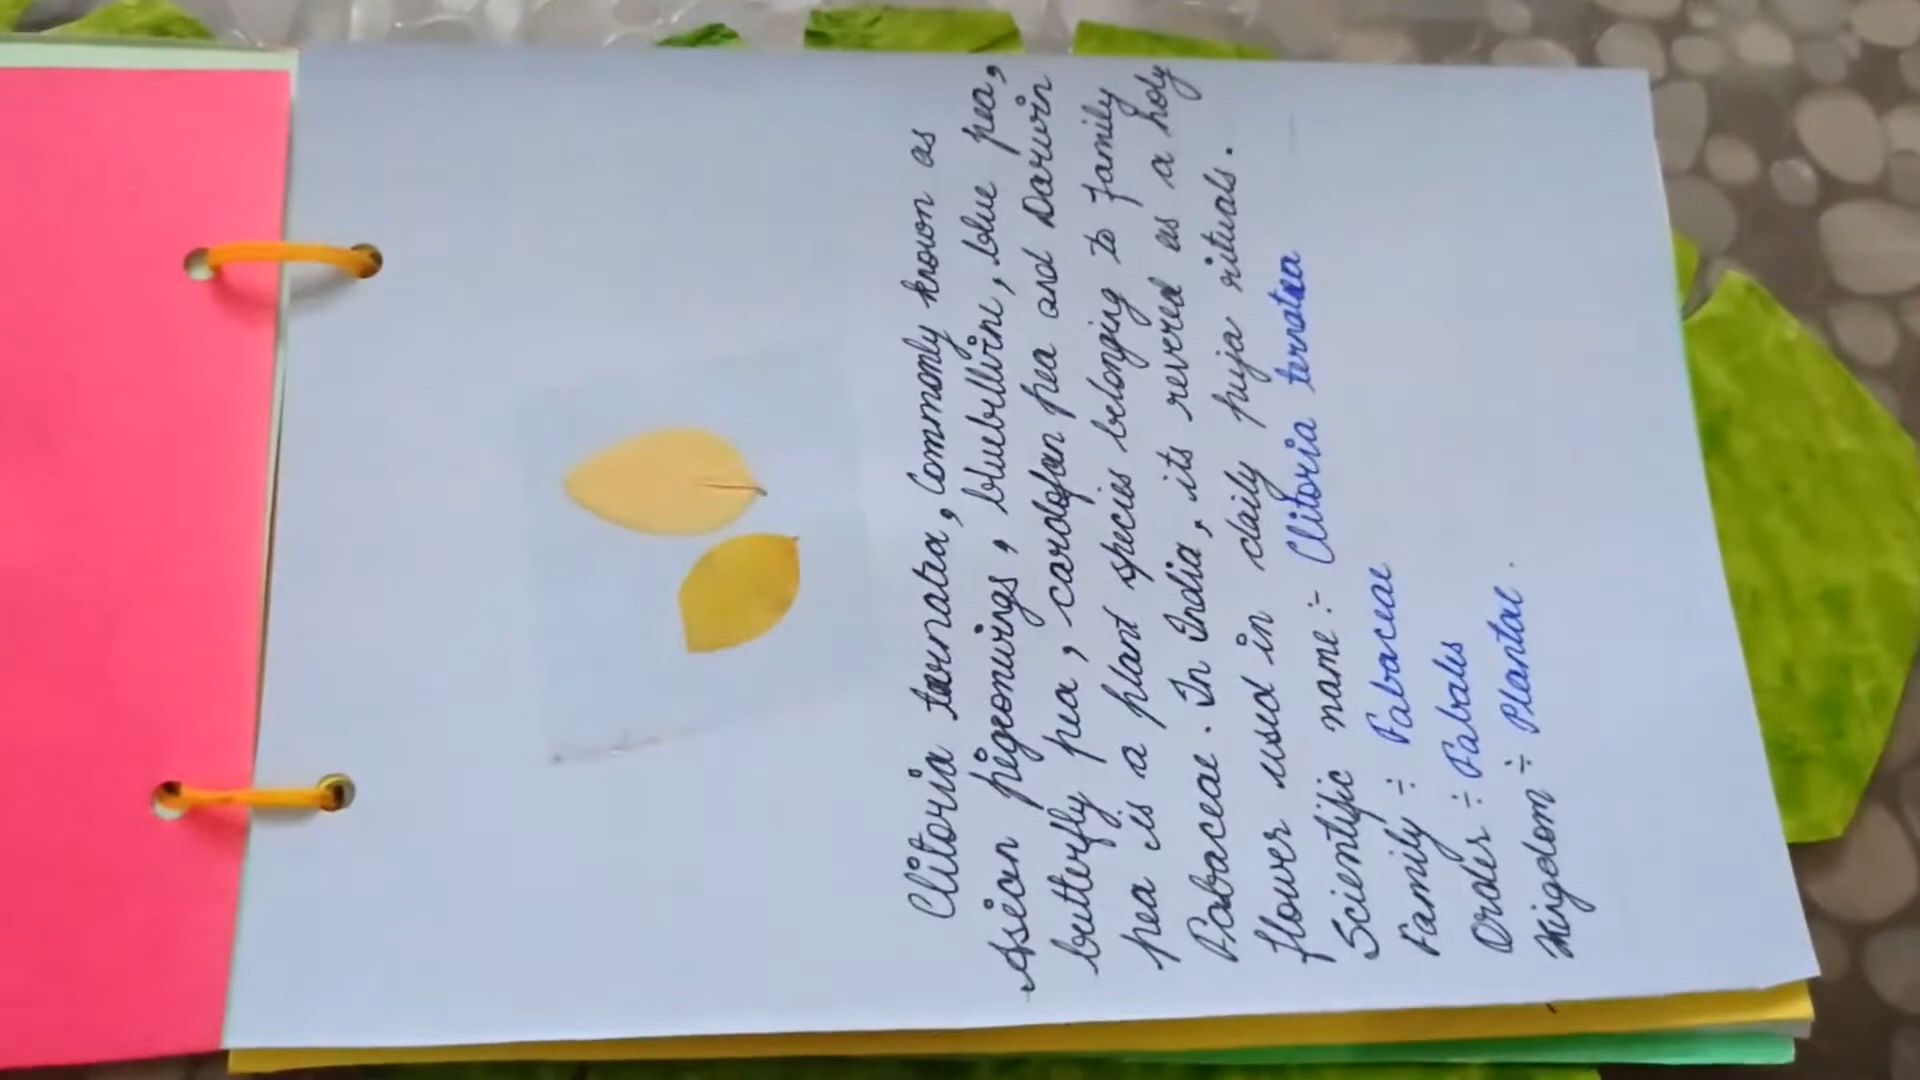 Clitoria tarnatea, Commonly known as
Asian pigeonwings, bluebellvine, blue pea,
butterfly pea, cardofan pea and Darwin
pea is a plant species belonging to family
Fabaceae. In India, its revered as a holy
flower used in daily puja rituals.
Scientific name:- Clitoria ternatea
Family ÷ Fabaceae
Order ÷ Fabales
Kingdom ÷ Plantae.